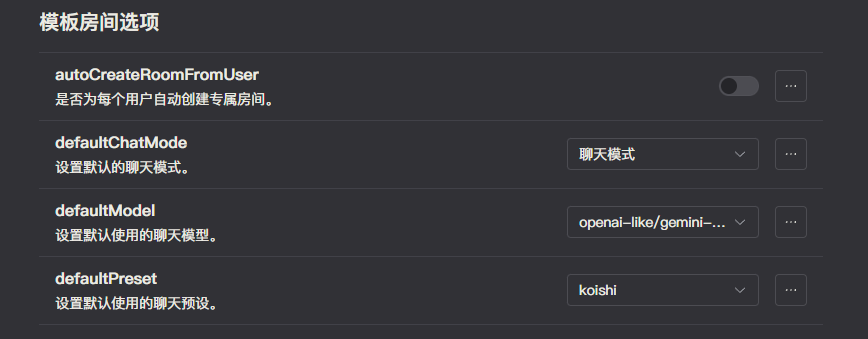 模板房间选项
autoCreateRoomFromUser
是否为每个用户自动创建专属房间。
defaultChatMode
设置默认的聊天模式。
聊天模式
defaultModel
设置默认使用的聊天模型。
openai-like/gemini-...
defaultPreset
设置默认使用的聊天预设。
koishi